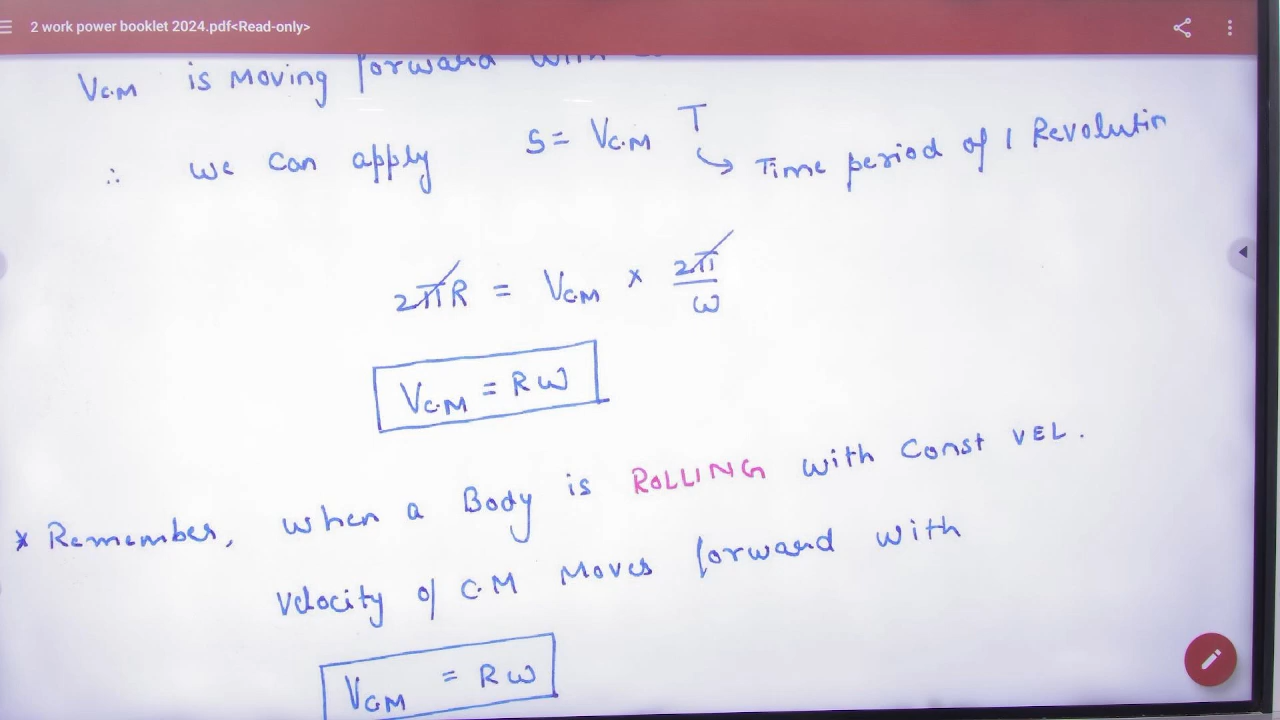 2 work power booklet 2024.pdf<Read-only>
Vc.M is Moving forward with
∴ we can apply S = Vc.M T
→ Time period of 1 Revolutin
2πR = VCM × 2π/ω
VC.M = Rω
* Remember, when a Body is ROLLING with Const VEL.
velocity of C.M Moves forward with
VCM = Rω